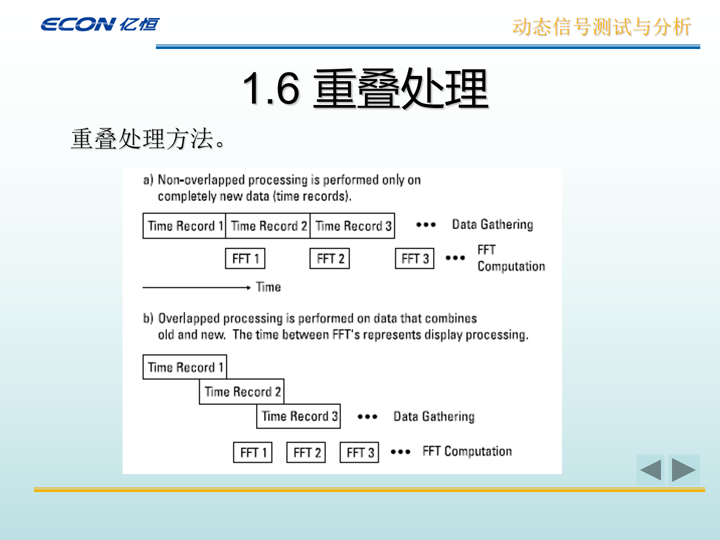 ECON 亿恒
动态信号测试与分析
1.6 重叠处理
重叠处理方法。
a) Non-overlapped processing is performed only on
completely new data (time records).
Time Record 1 Time Record 2 Time Record 3 ••• Data Gathering
FFT 1 FFT 2 FFT 3 ••• FFT
Computation
Time
b) Overlapped processing is performed on data that combines
old and new. The time between FFT's represents display processing.
Time Record 1
Time Record 2
Time Record 3 ••• Data Gathering
FFT 1 FFT 2 FFT 3 ••• FFT Computation